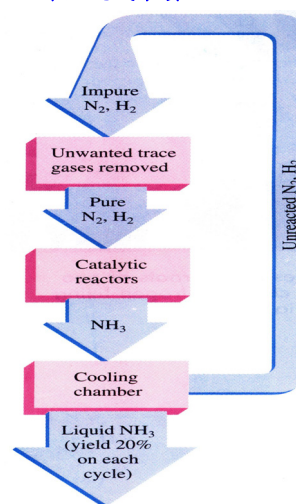 Impure
N₂, H₂
Unwanted trace
gases removed
Pure
N₂, H₂
Catalytic
reactors
NH₃
Cooling
chamber
Liquid NH₃
(yield 20%
on each
cycle)
Unreacted N₂, H₂